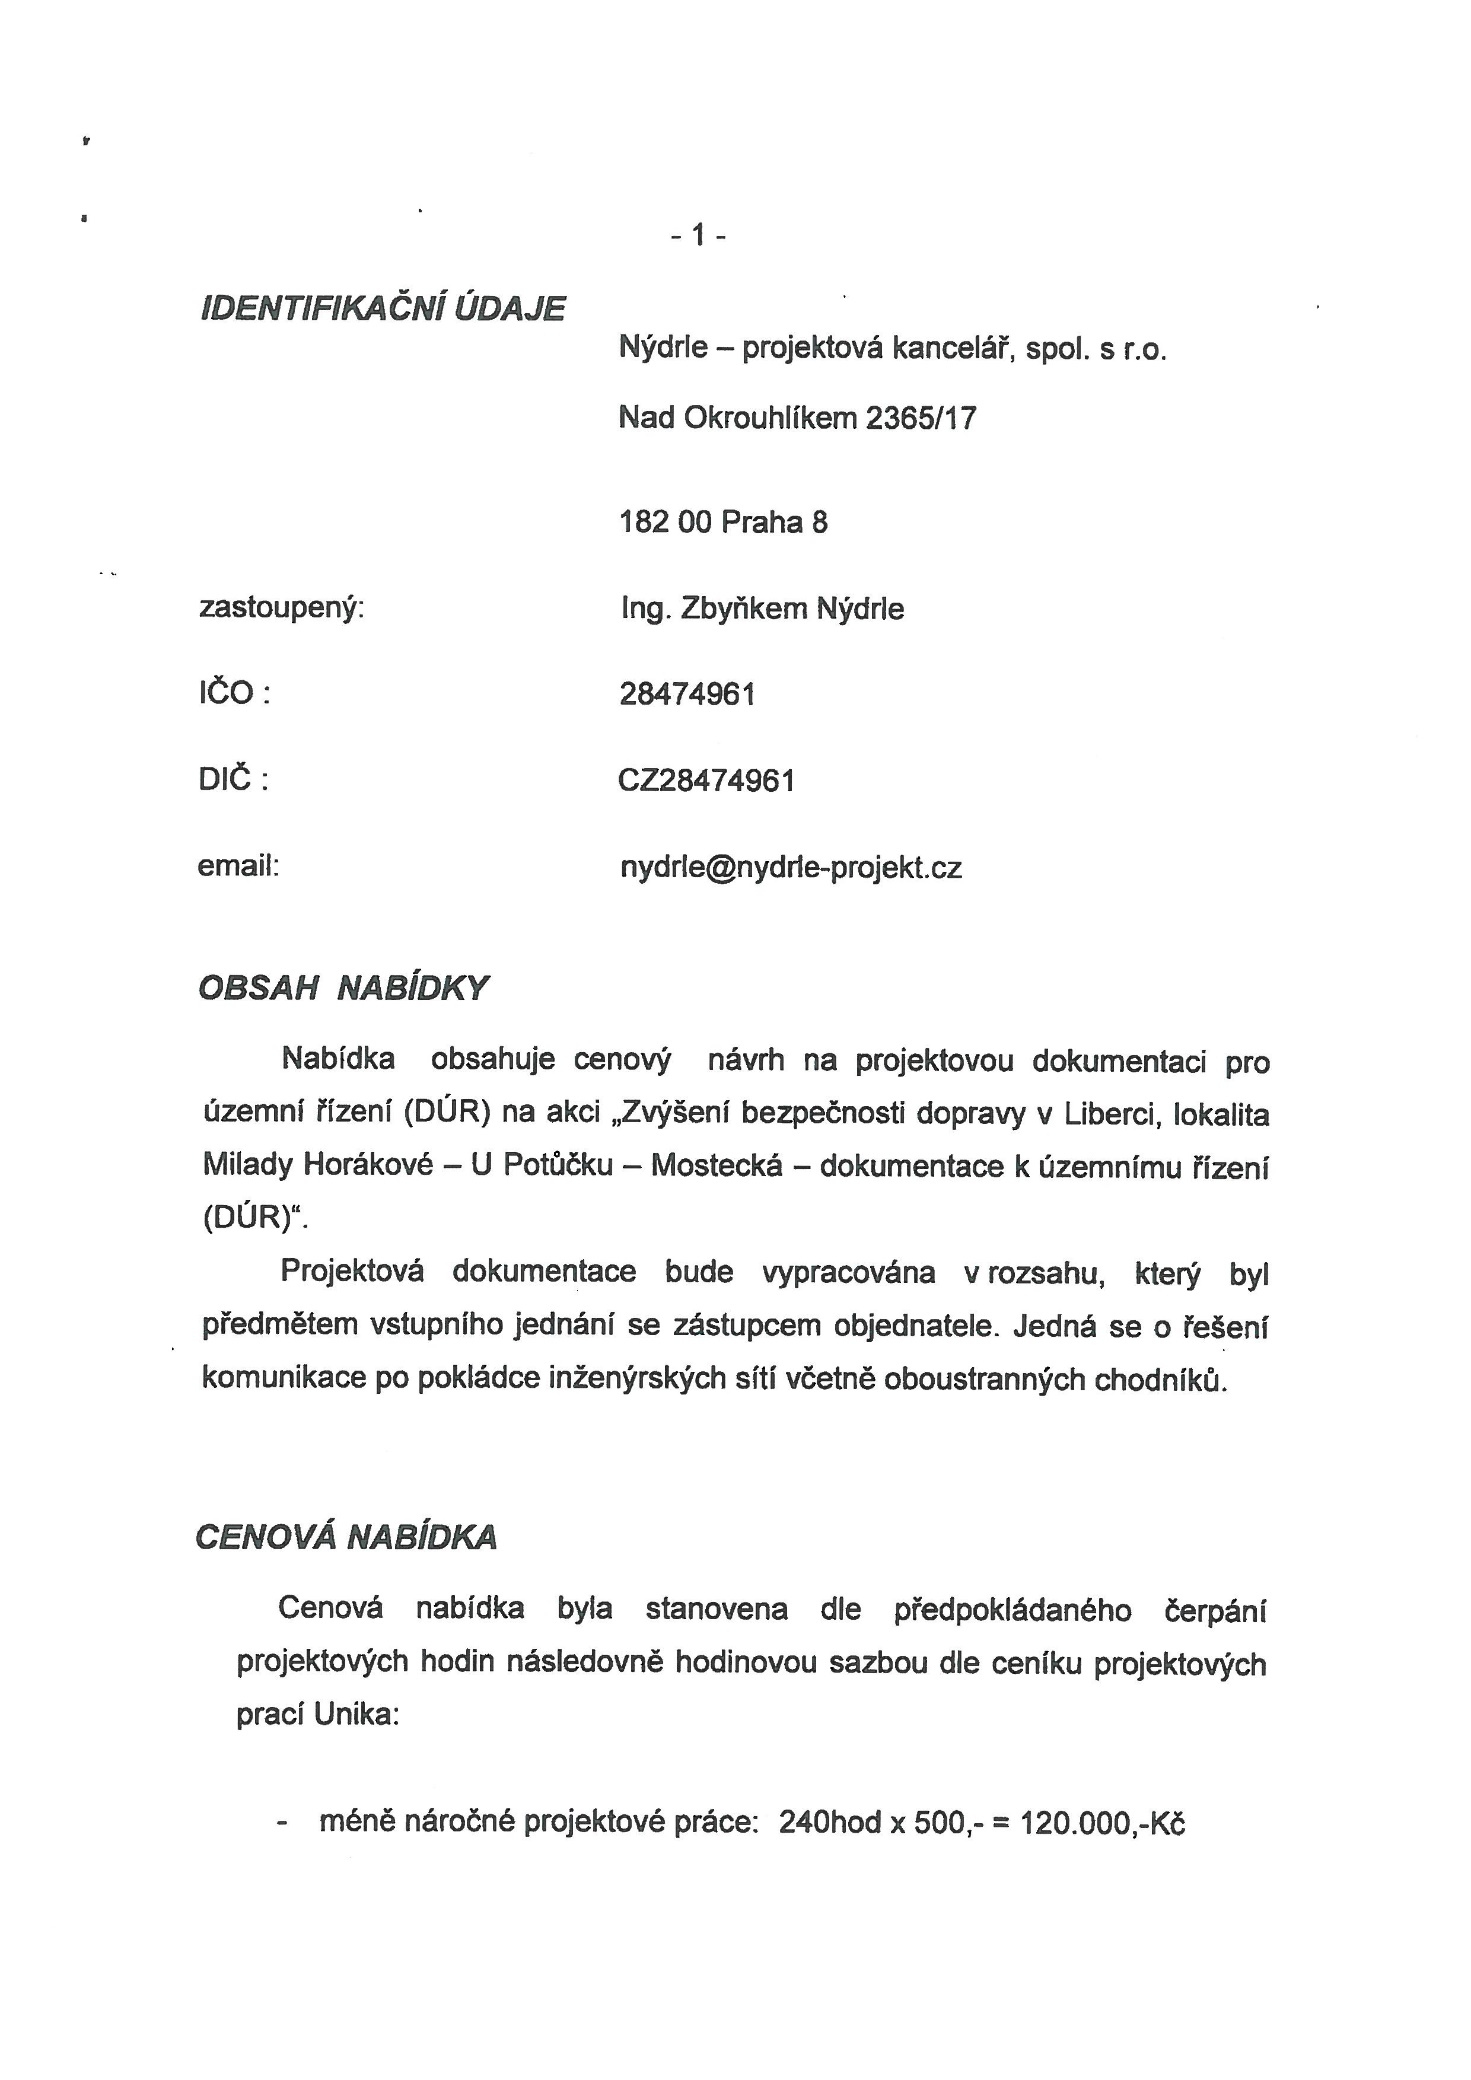 - 1 -
IDENTIFIKAČNÍ ÚDAJE
Nýdrle – projektová kancelář, spol. s r.o.
Nad Okrouhlíkem 2365/17
182 00 Praha 8
zastoupený: Ing. Zbyňkem Nýdrle
IČO : 28474961
DIČ : CZ28474961
email: nydrle@nydrle-projekt.cz
OBSAH NABÍDKY
Nabídka obsahuje cenový návrh na projektovou dokumentaci pro
územní řízení (DÚR) na akci „Zvýšení bezpečnosti dopravy v Liberci, lokalita
Milady Horákové – U Potůčku – Mostecká – dokumentace k územnímu řízení
(DÚR)“.
Projektová dokumentace bude vypracována v rozsahu, který byl
předmětem vstupního jednání se zástupcem objednatele. Jedná se o řešení
komunikace po pokládce inženýrských sítí včetně oboustranných chodníků.
CENOVÁ NABÍDKA
Cenová nabídka byla stanovena dle předpokládaného čerpání
projektových hodin následovně hodinovou sazbou dle ceníku projektových
prací Unika:
- méně náročné projektové práce: 240hod x 500,- = 120.000,-Kč